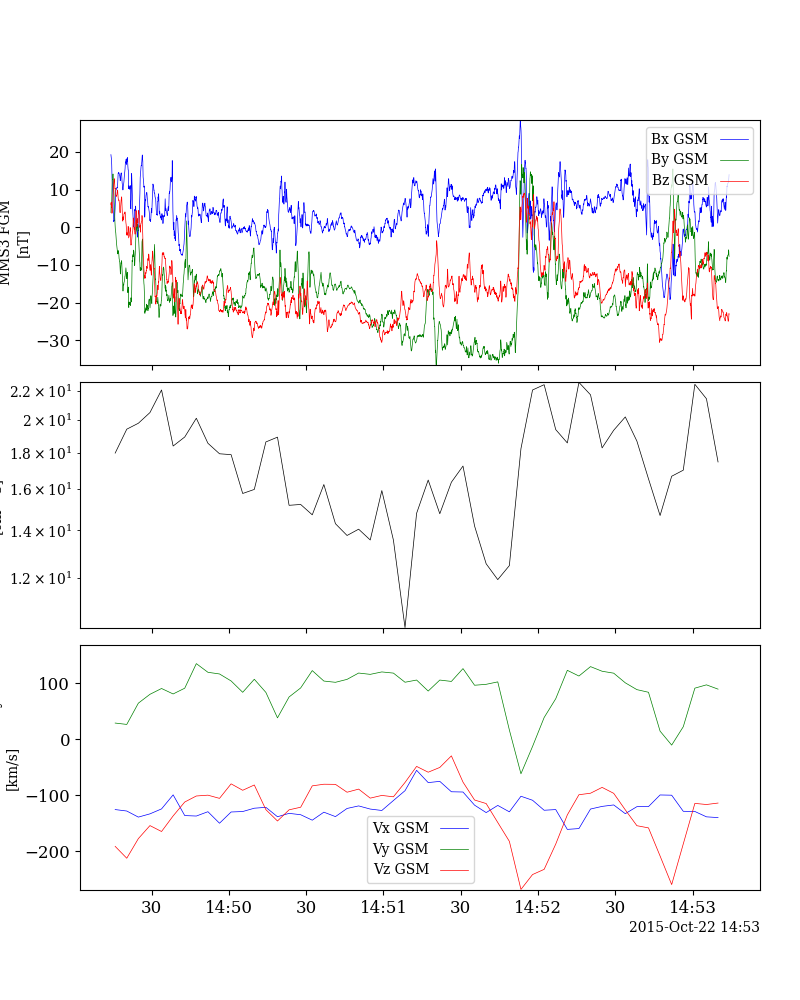 MMS3 FGM
[nT]
20
10
0
−10
−20
−30
Bx GSM
By GSM
Bz GSM
2.2 × 10¹
2 × 10¹
1.8 × 10¹
1.6 × 10¹
1.4 × 10¹
1.2 × 10¹
[km/s]
100
0
−100
−200
Vx GSM
Vy GSM
Vz GSM
30 14:50 30 14:51 30 14:52 30 14:53
2015-Oct-22 14:53